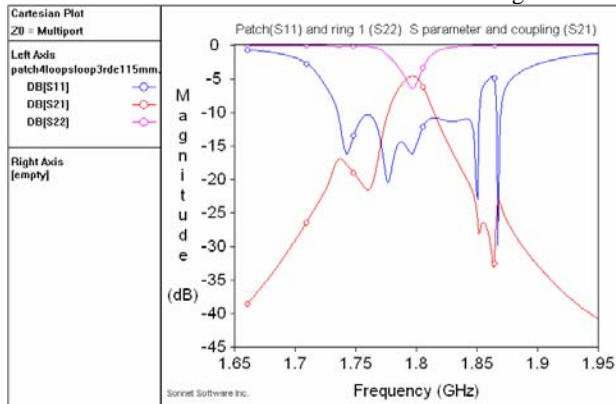 Cartesian Plot
Z0 = Multiport
Left Axis
patch4loopsloop3rdc115mm.
DB[S11]
DB[S21]
DB[S22]
Right Axis
[empty]
Patch(S11) and ring 1 (S22) S parameter and coupling (S21)
Magnitude
(dB)
0
-5
-10
-15
-20
-25
-30
-35
-40
-45
1.65
1.7
1.75
1.8
1.85
1.9
1.95
Sonnet Software Inc.
Frequency (GHz)